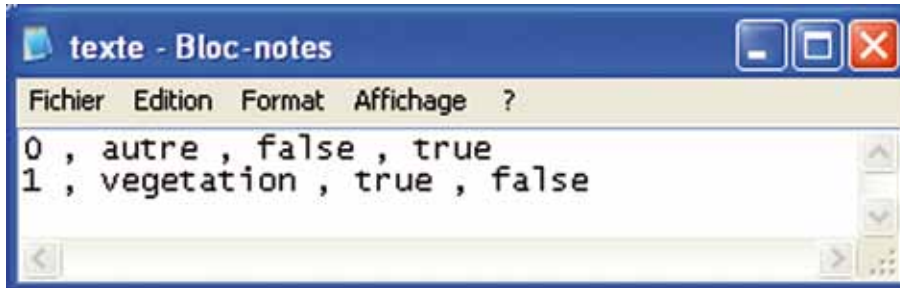 texte - Bloc-notes
Fichier Edition Format Affichage ?
0 , autre , false , true
1 , vegetation , true , false